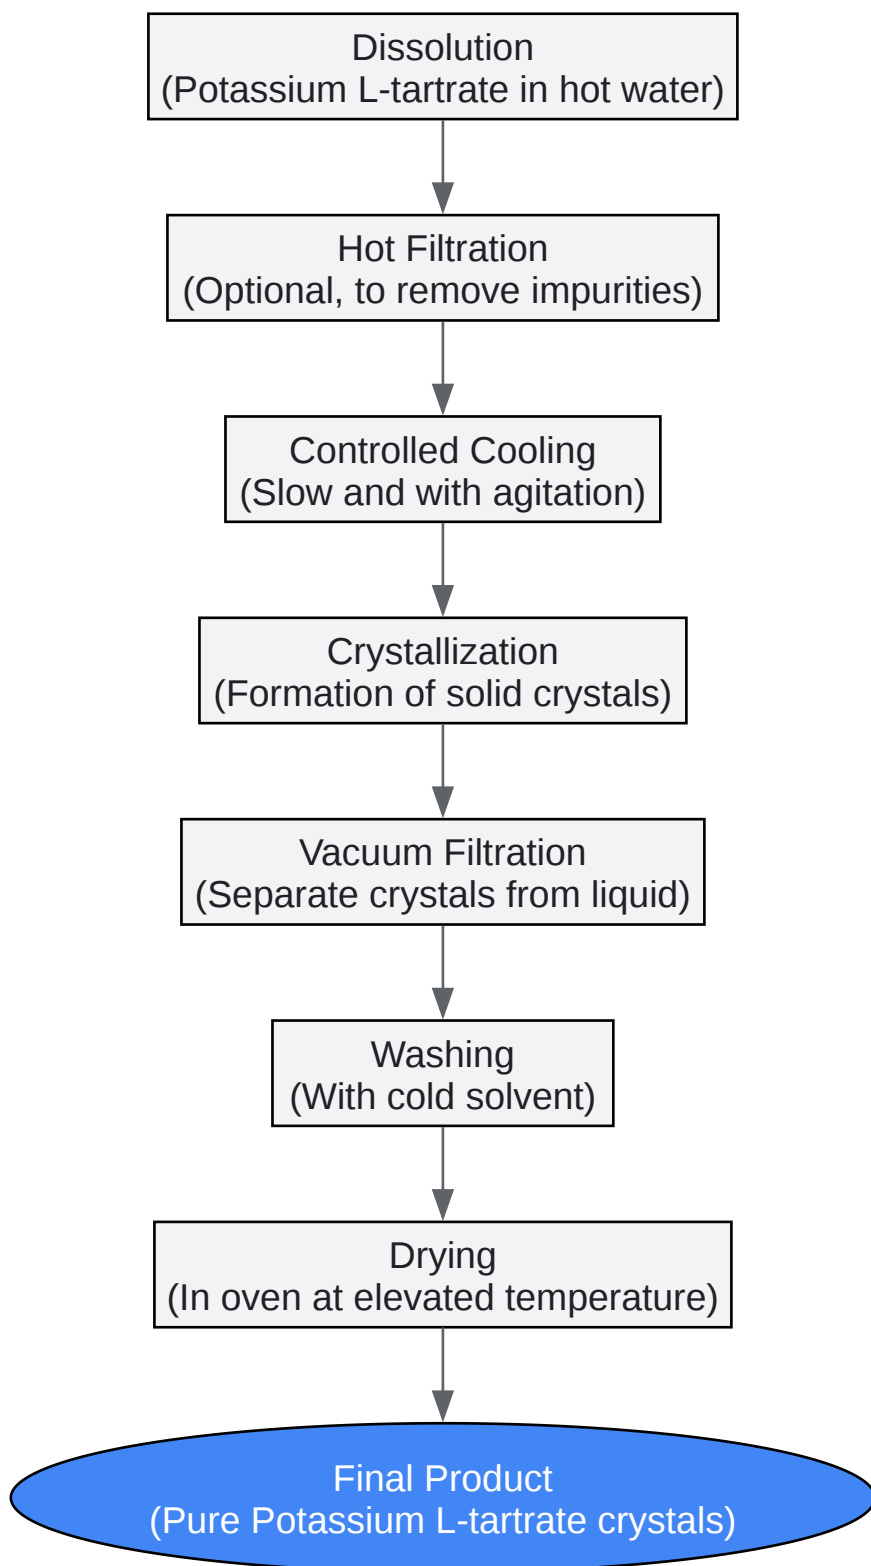 Dissolution
(Potassium L-tartrate in hot water)
Hot Filtration
(Optional, to remove impurities)
Controlled Cooling
(Slow and with agitation)
Crystallization
(Formation of solid crystals)
Vacuum Filtration
(Separate crystals from liquid)
Washing
(With cold solvent)
Drying
(In oven at elevated temperature)
Final Product
(Pure Potassium L-tartrate crystals)